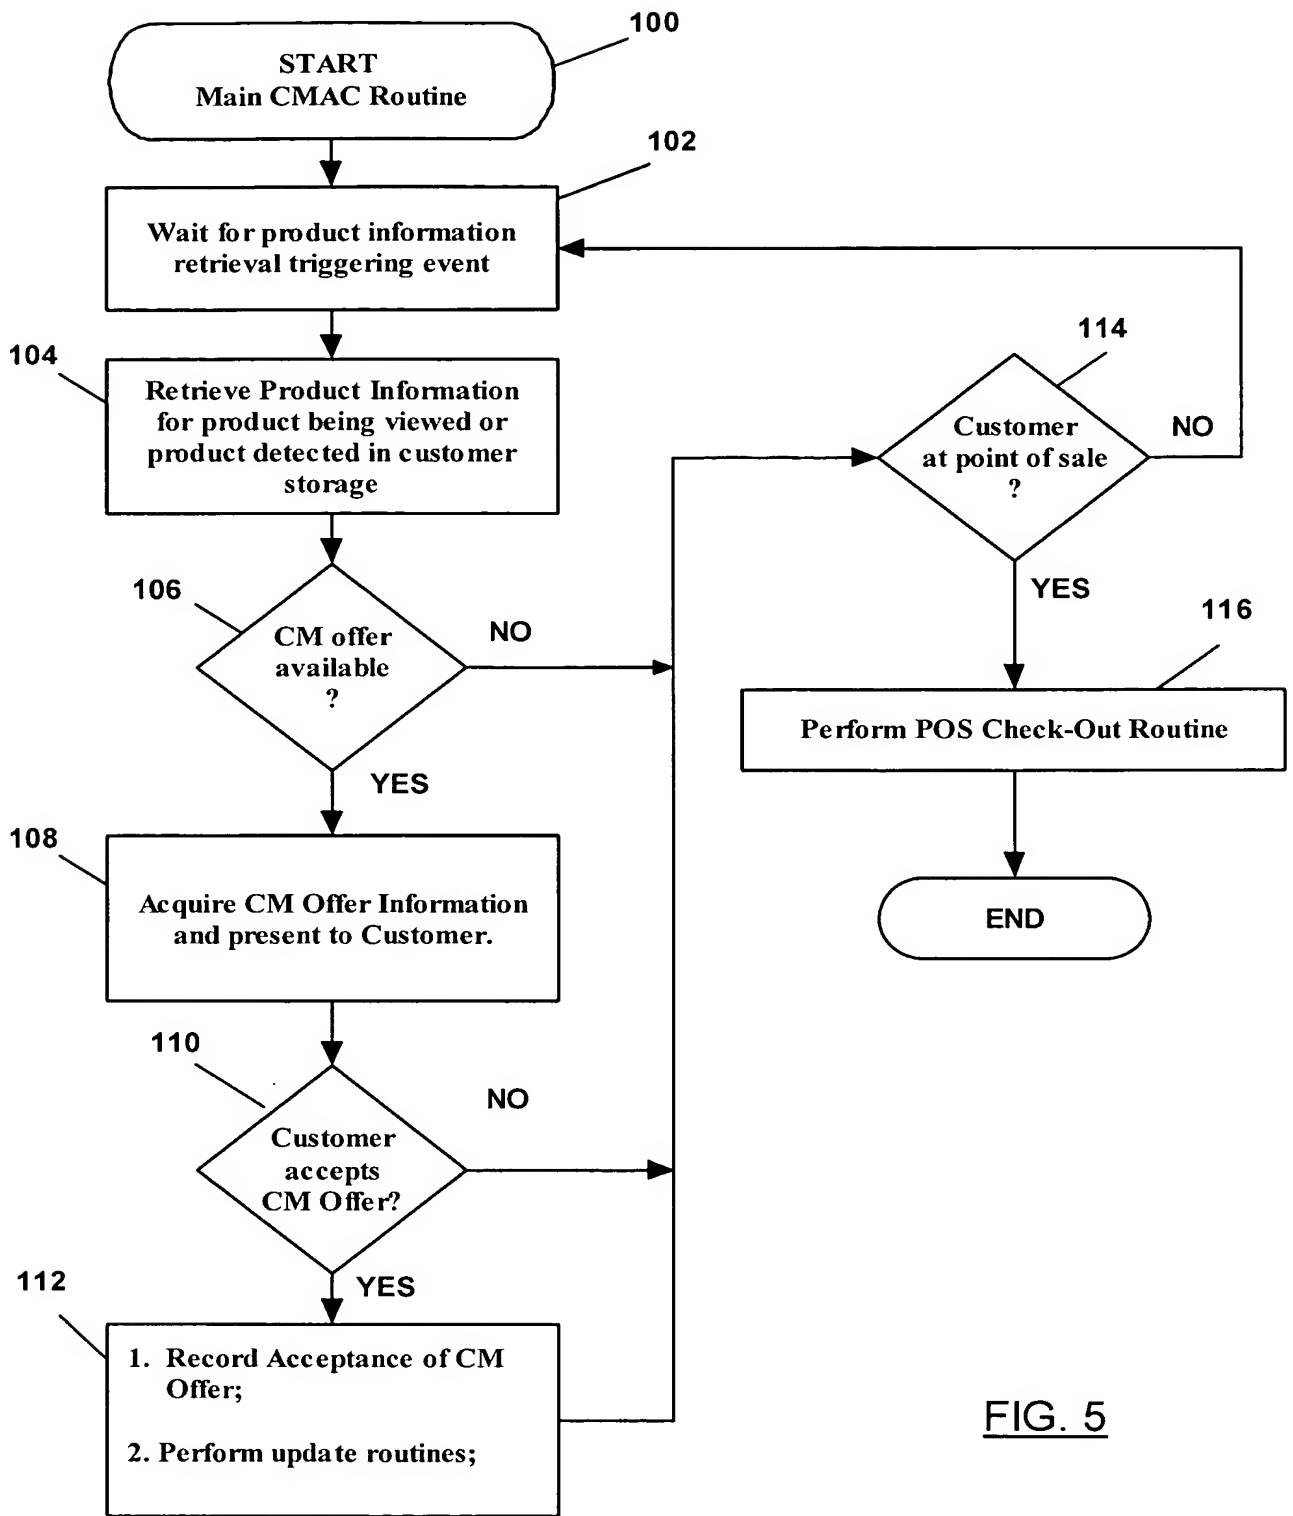 100
START
Main CMAC Routine
102
Wait for product information
retrieval triggering event
104
Retrieve Product Information
for product being viewed or
product detected in customer
storage
106
CM offer
available
?
NO
YES
108
Acquire CM Offer Information
and present to Customer.
110
Customer
accepts
CM Offer?
NO
YES
112
1. Record Acceptance of CM
Offer;
2. Perform update routines;
114
Customer
at point of sale
?
NO
YES
116
Perform POS Check-Out Routine
END
FIG. 5